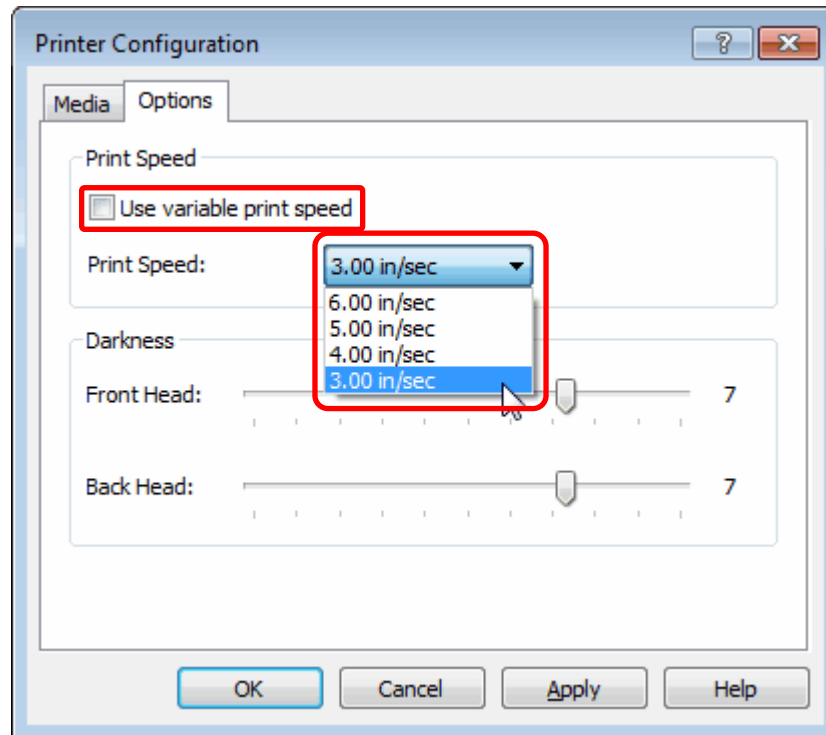 Printer Configuration
?
Media Options
Print Speed
Use variable print speed
Print Speed: 3.00 in/sec
6.00 in/sec
5.00 in/sec
4.00 in/sec
3.00 in/sec
Darkness
Front Head: 7
Back Head: 7
OK Cancel Apply Help